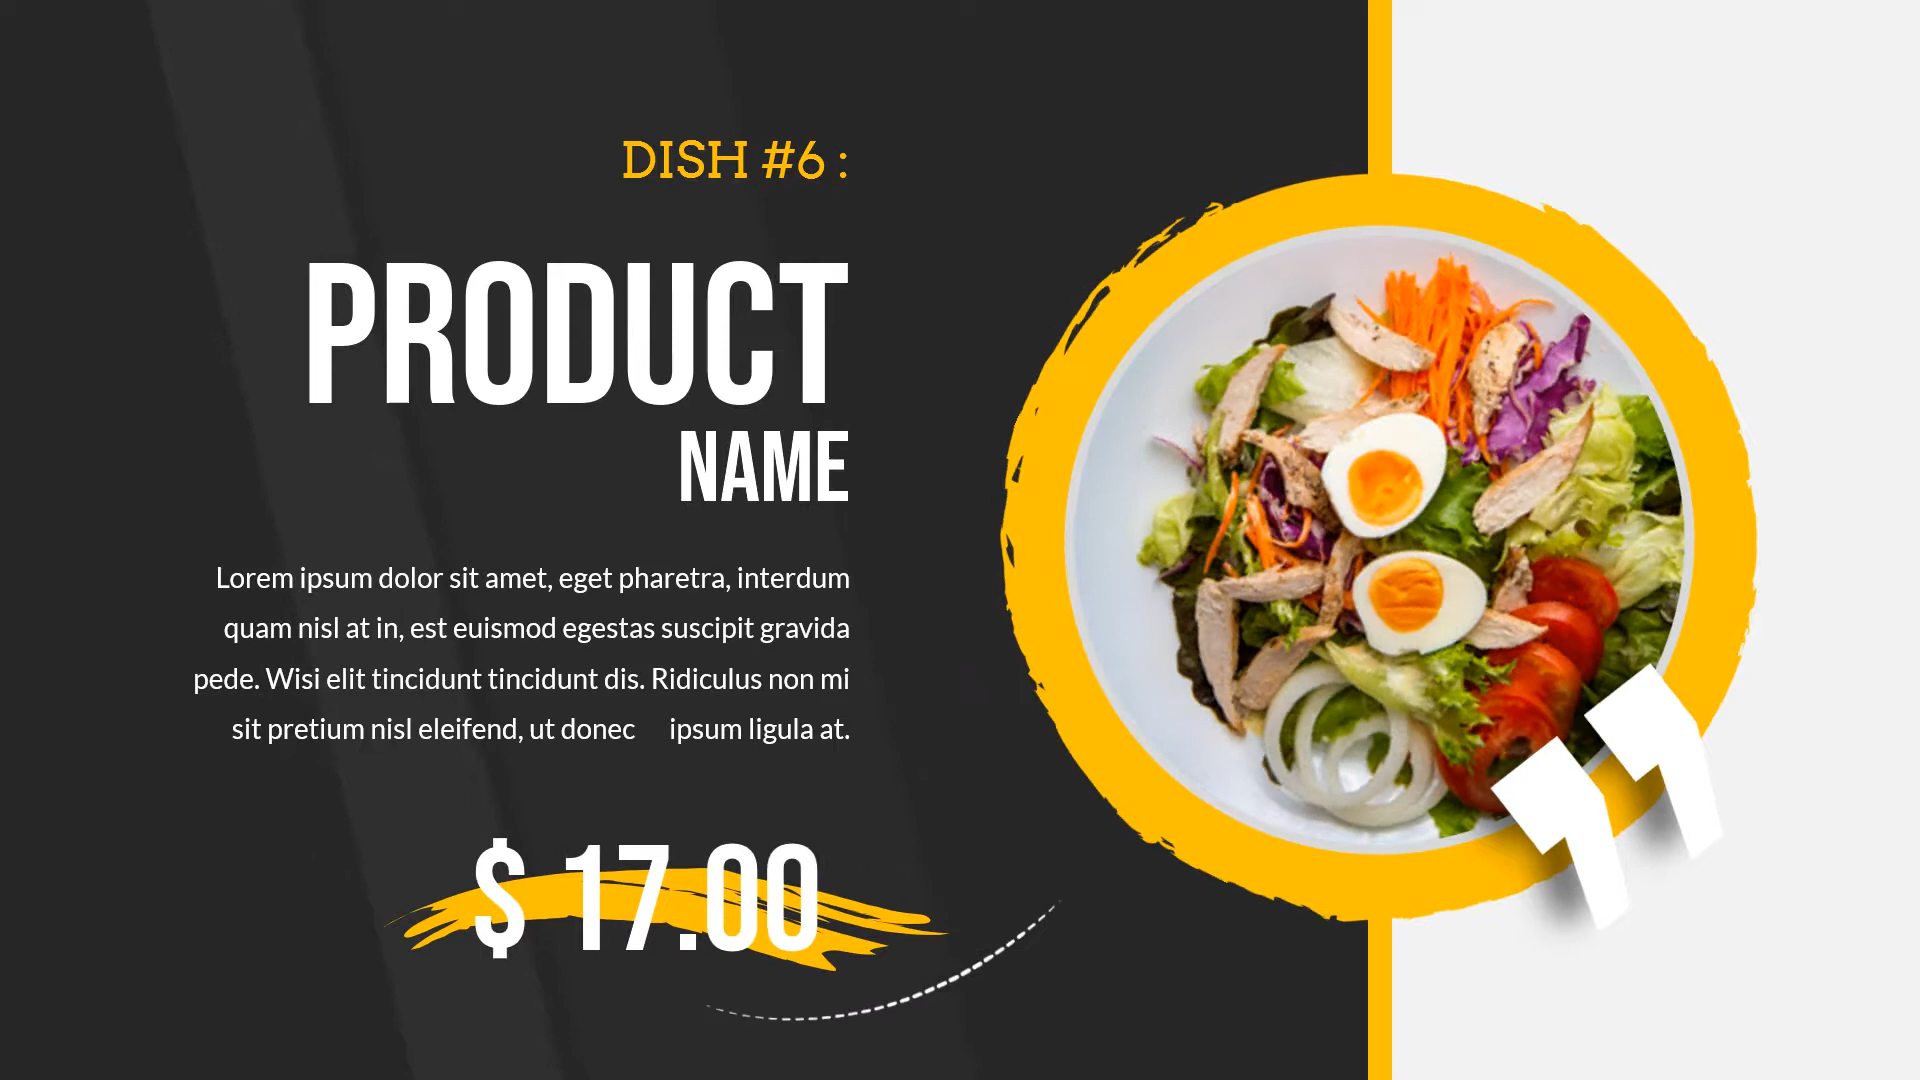 DISH #6 :
PRODUCT
NAME
Lorem ipsum dolor sit amet, eget pharetra, interdum
quam nisl at in, est euismod egestas suscipit gravida
pede. Wisi elit tincidunt tincidunt dis. Ridiculus non mi
sit pretium nisl eleifend, ut donec ipsum ligula at.
$ 17.00